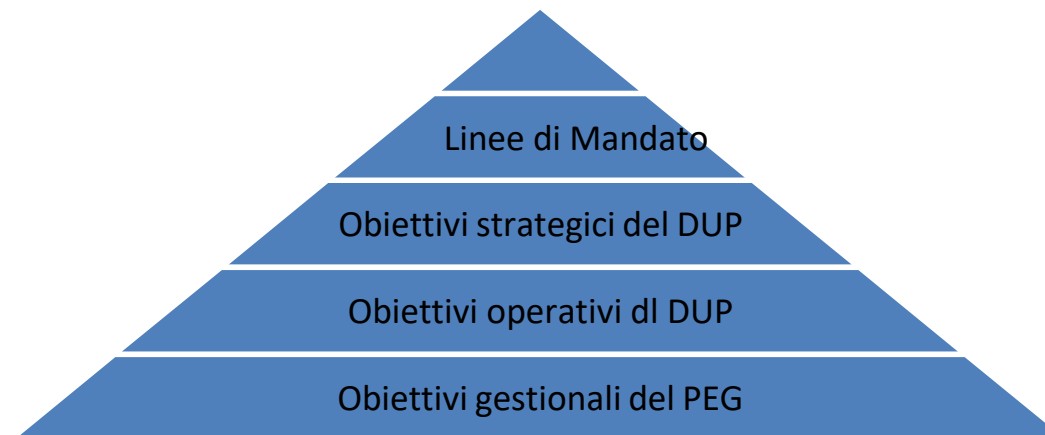 Linee di Mandato
Obiettivi strategici del DUP
Obiettivi operativi dl DUP
Obiettivi gestionali del PEG